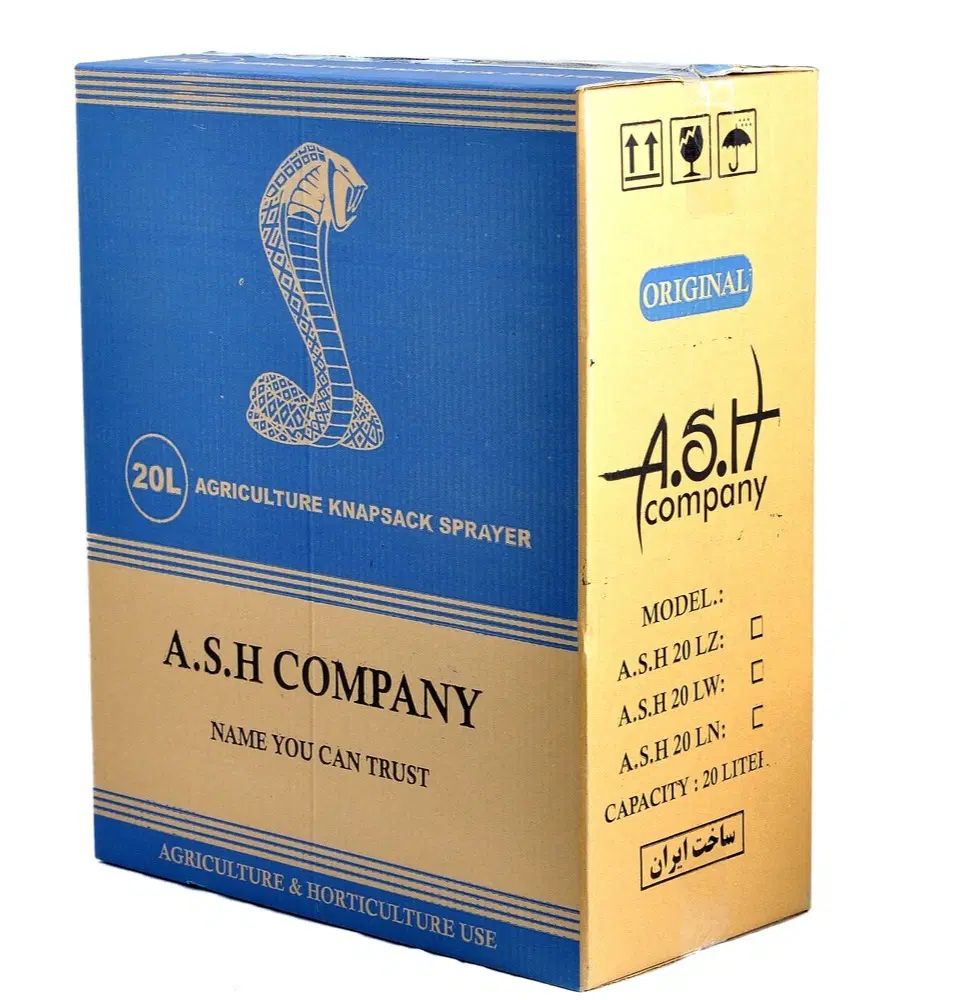 20L AGRICULTURE KNAPSACK SPRAYER
A.S.H COMPANY
NAME YOU CAN TRUST
AGRICULTURE & HORTICULTURE USE
ORIGINAL
A.S.H
company
MODEL.:
A.S.H 20 LZ:
A.S.H 20 LW:
A.S.H 20 LN:
CAPACITY : 20 LITEI
ساخت ایران